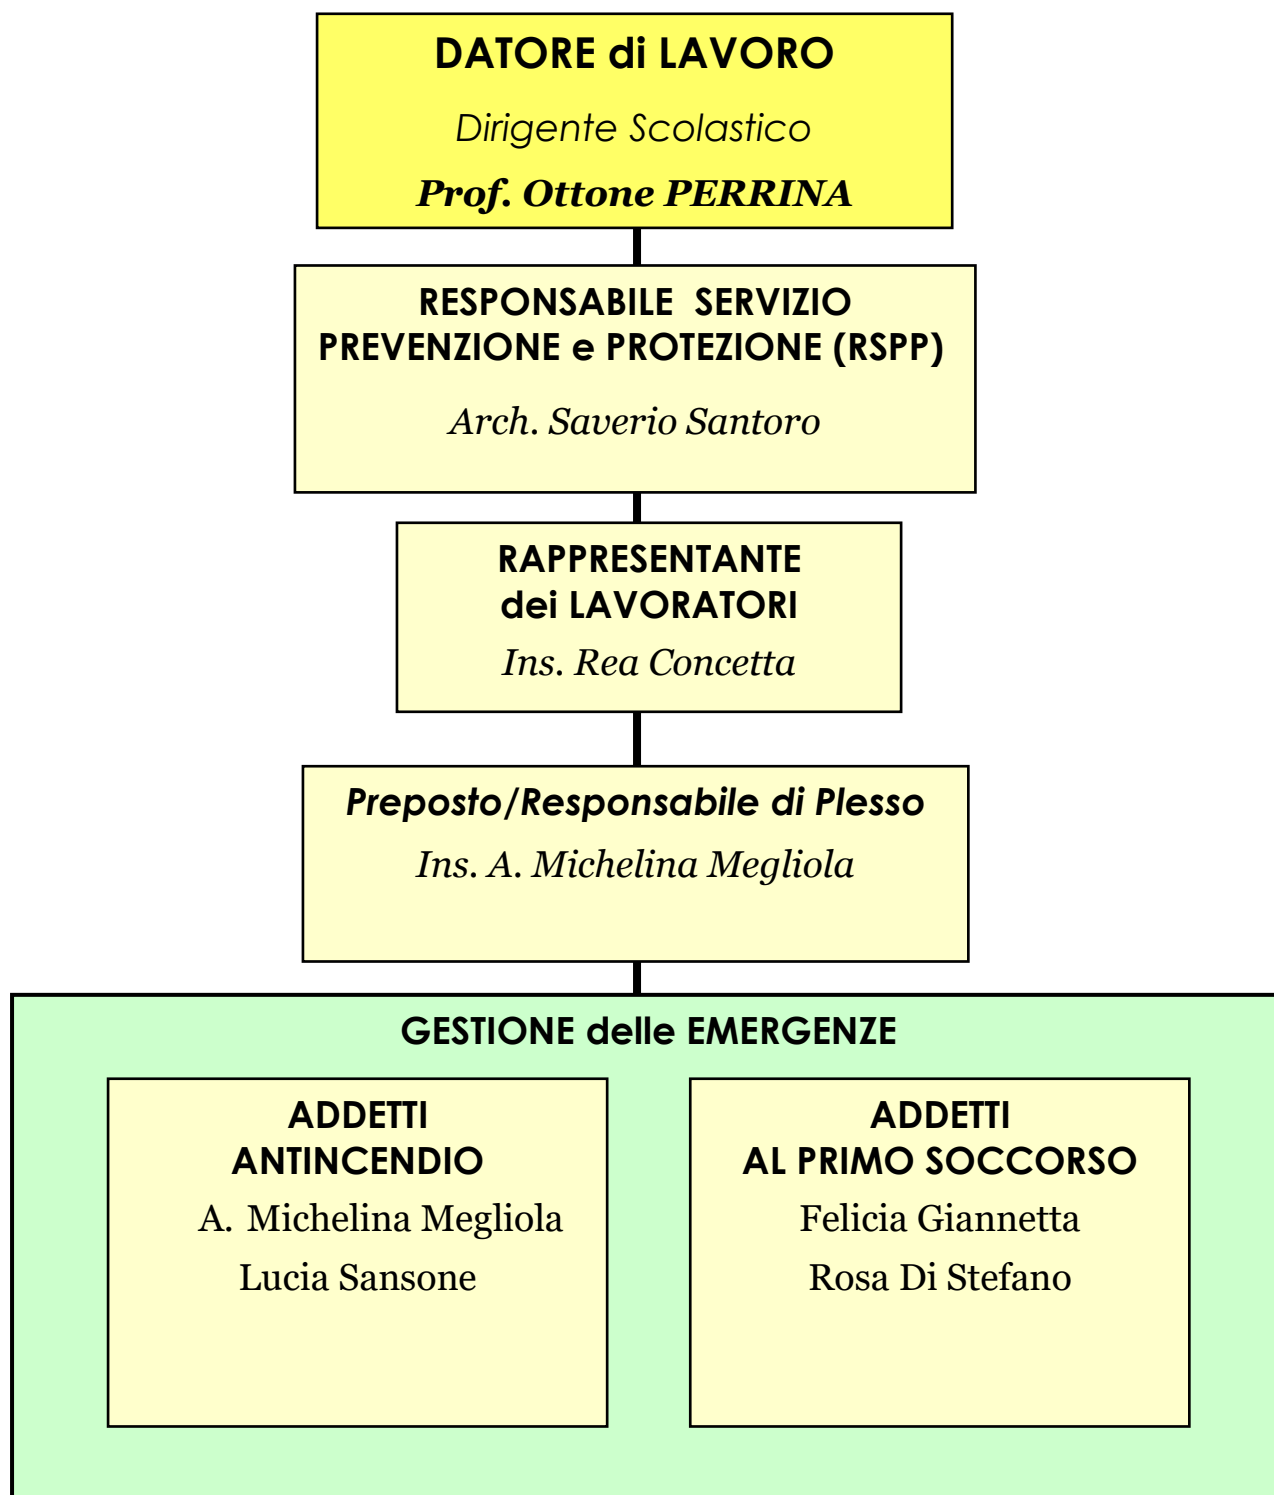 DATORE di LAVORO
Dirigente Scolastico
Prof. Ottone PERRINA
RESPONSABILE SERVIZIO
PREVENZIONE e PROTEZIONE (RSPP)
Arch. Saverio Santoro
RAPPRESENTANTE
dei LAVORATORI
Ins. Rea Concetta
Preposto/Responsabile di Plesso
Ins. A. Michelina Megliola
GESTIONE delle EMERGENZE
ADDETTI
ANTINCENDIO
A. Michelina Megliola
Lucia Sansone
ADDETTI
AL PRIMO SOCCORSO
Felicia Giannetta
Rosa Di Stefano